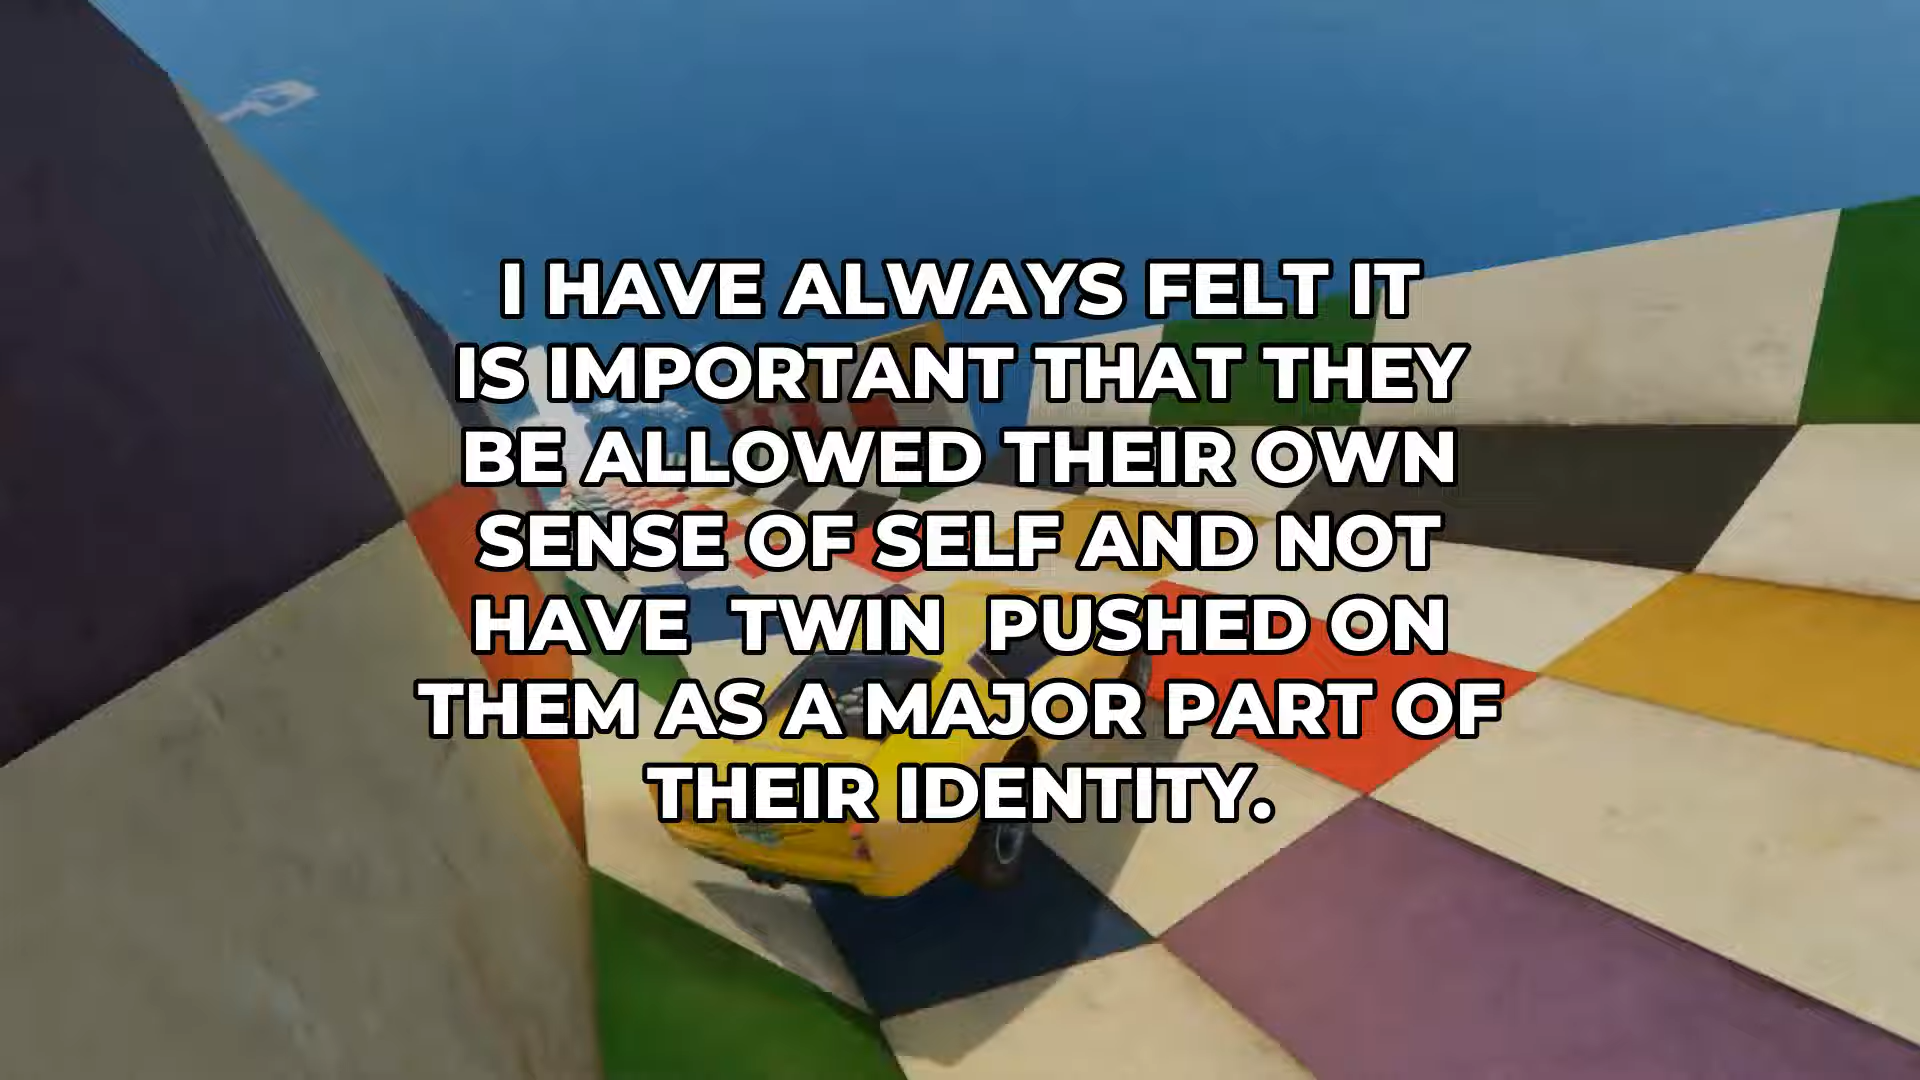 I HAVE ALWAYS FELT IT
IS IMPORTANT THAT THEY
BE ALLOWED THEIR OWN
SENSE OF SELF AND NOT
HAVE  TWIN  PUSHED ON
THEM AS A MAJOR PART OF
THEIR IDENTITY.